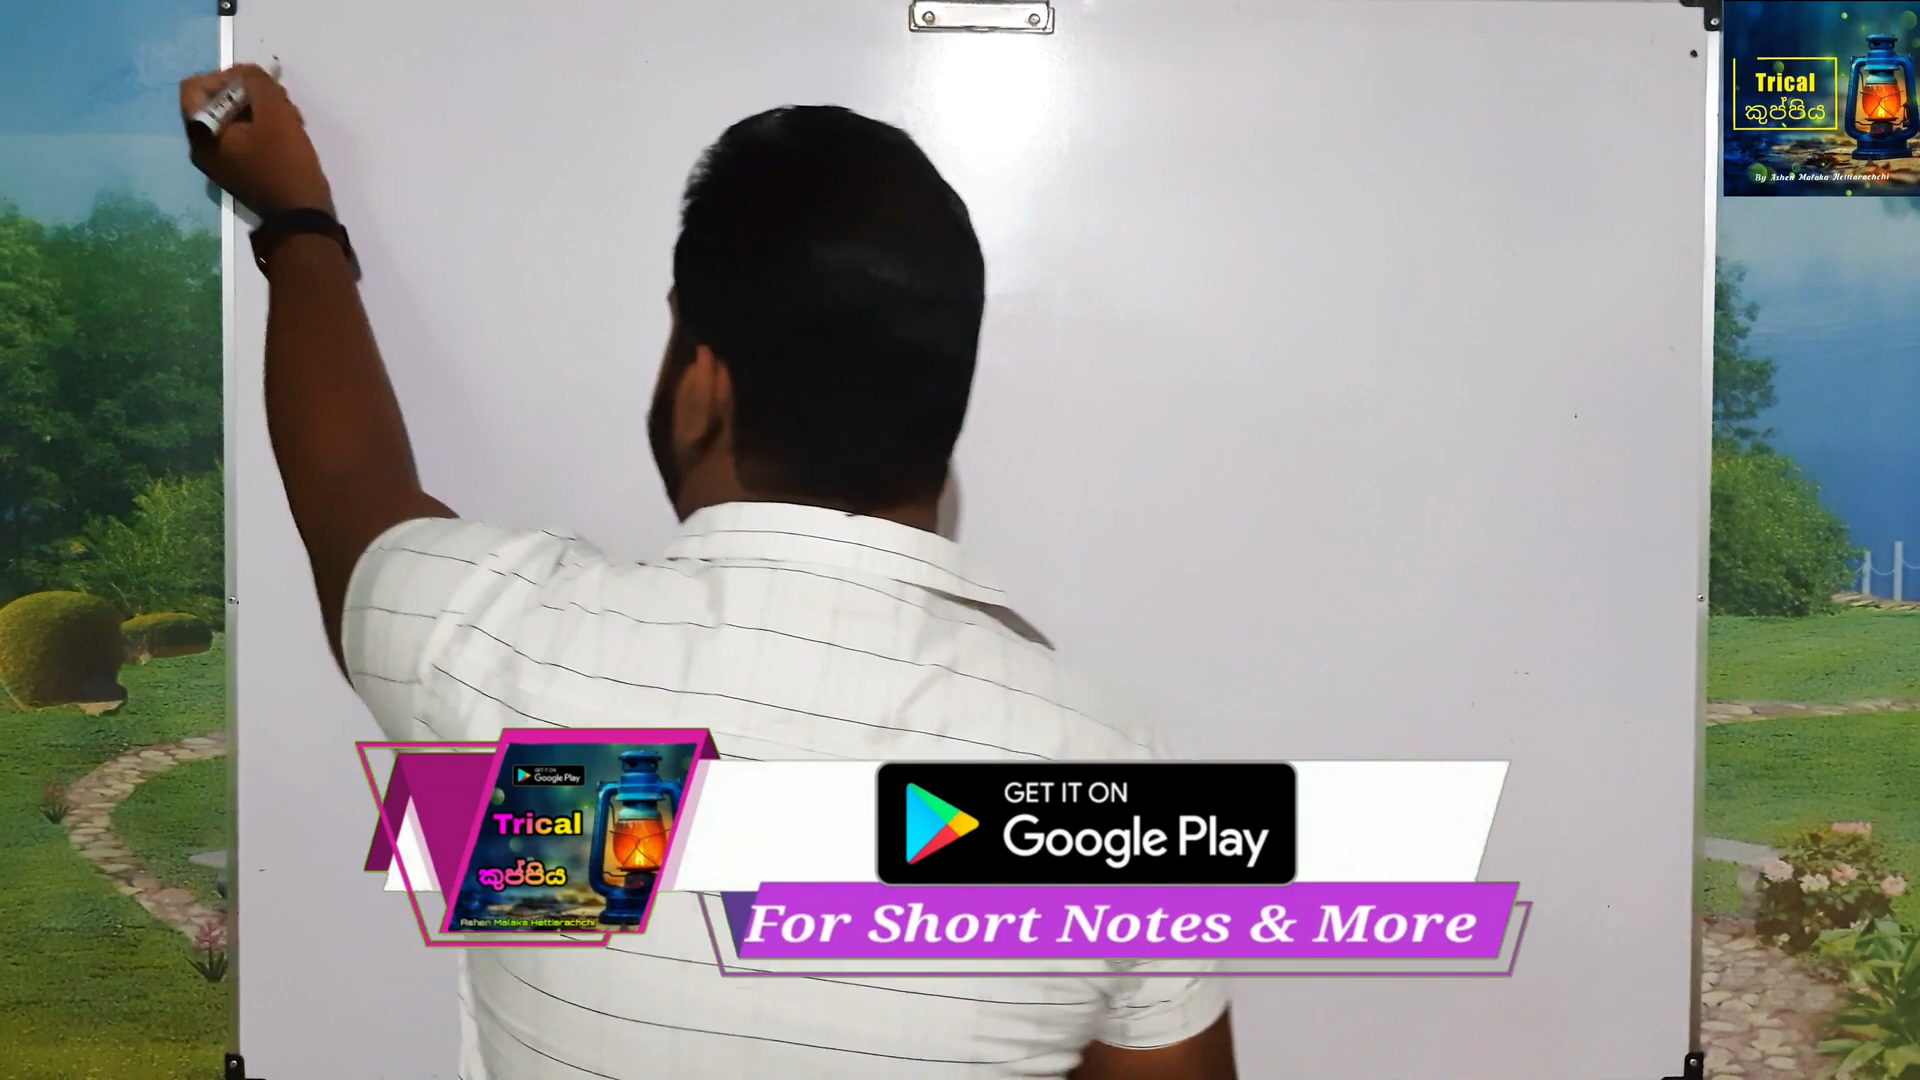 Trical
කුප්පිය
By Ashen Malaka Hettiarachchi
GET IT ON
Google Play
Trical
කුප්පිය
Ashen Malaka Hettiarachchi
GET IT ON
Google Play
For Short Notes & More